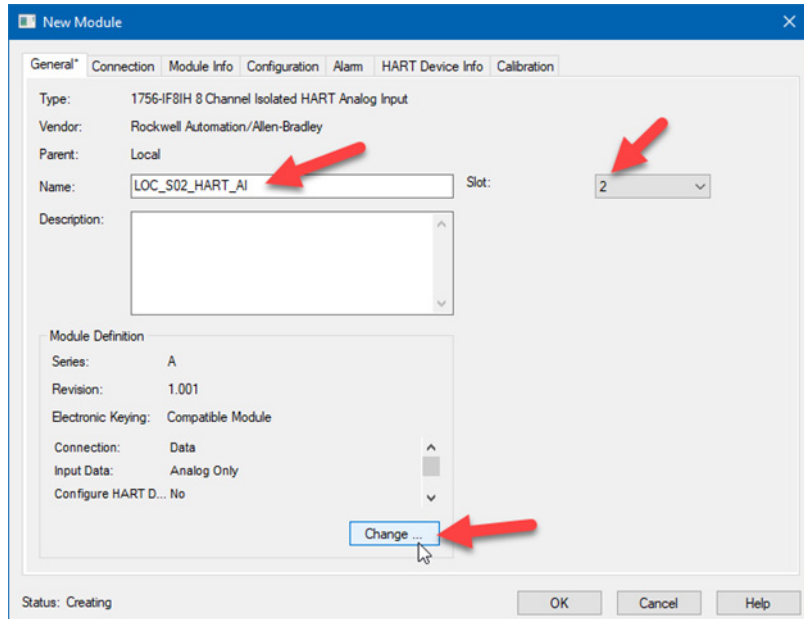 New Module
General* Connection Module Info Configuration Alarm HART Device Info Calibration
Type: 1756-IF8IH 8 Channel Isolated HART Analog Input
Vendor: Rockwell Automation/Allen-Bradley
Parent: Local
Name: LOC_S02_HART_AI Slot: 2
Description:
Module Definition
Series: A
Revision: 1.001
Electronic Keying: Compatible Module
Connection: Data
Input Data: Analog Only
Configure HART D... No
Change ...
Status: Creating OK Cancel Help